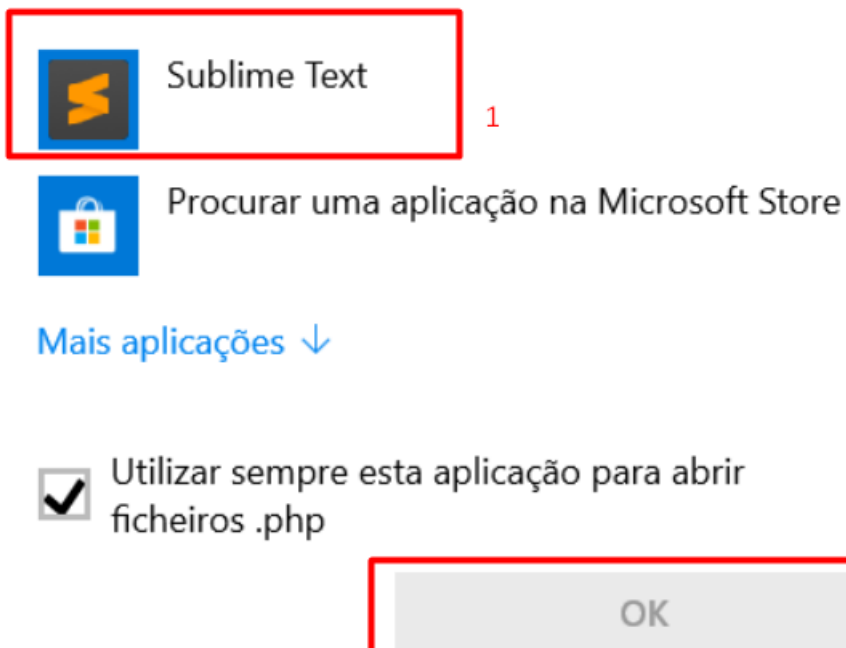 Sublime Text
1
Procurar uma aplicação na Microsoft Store
Mais aplicações ↓
Utilizar sempre esta aplicação para abrir
ficheiros .php
OK